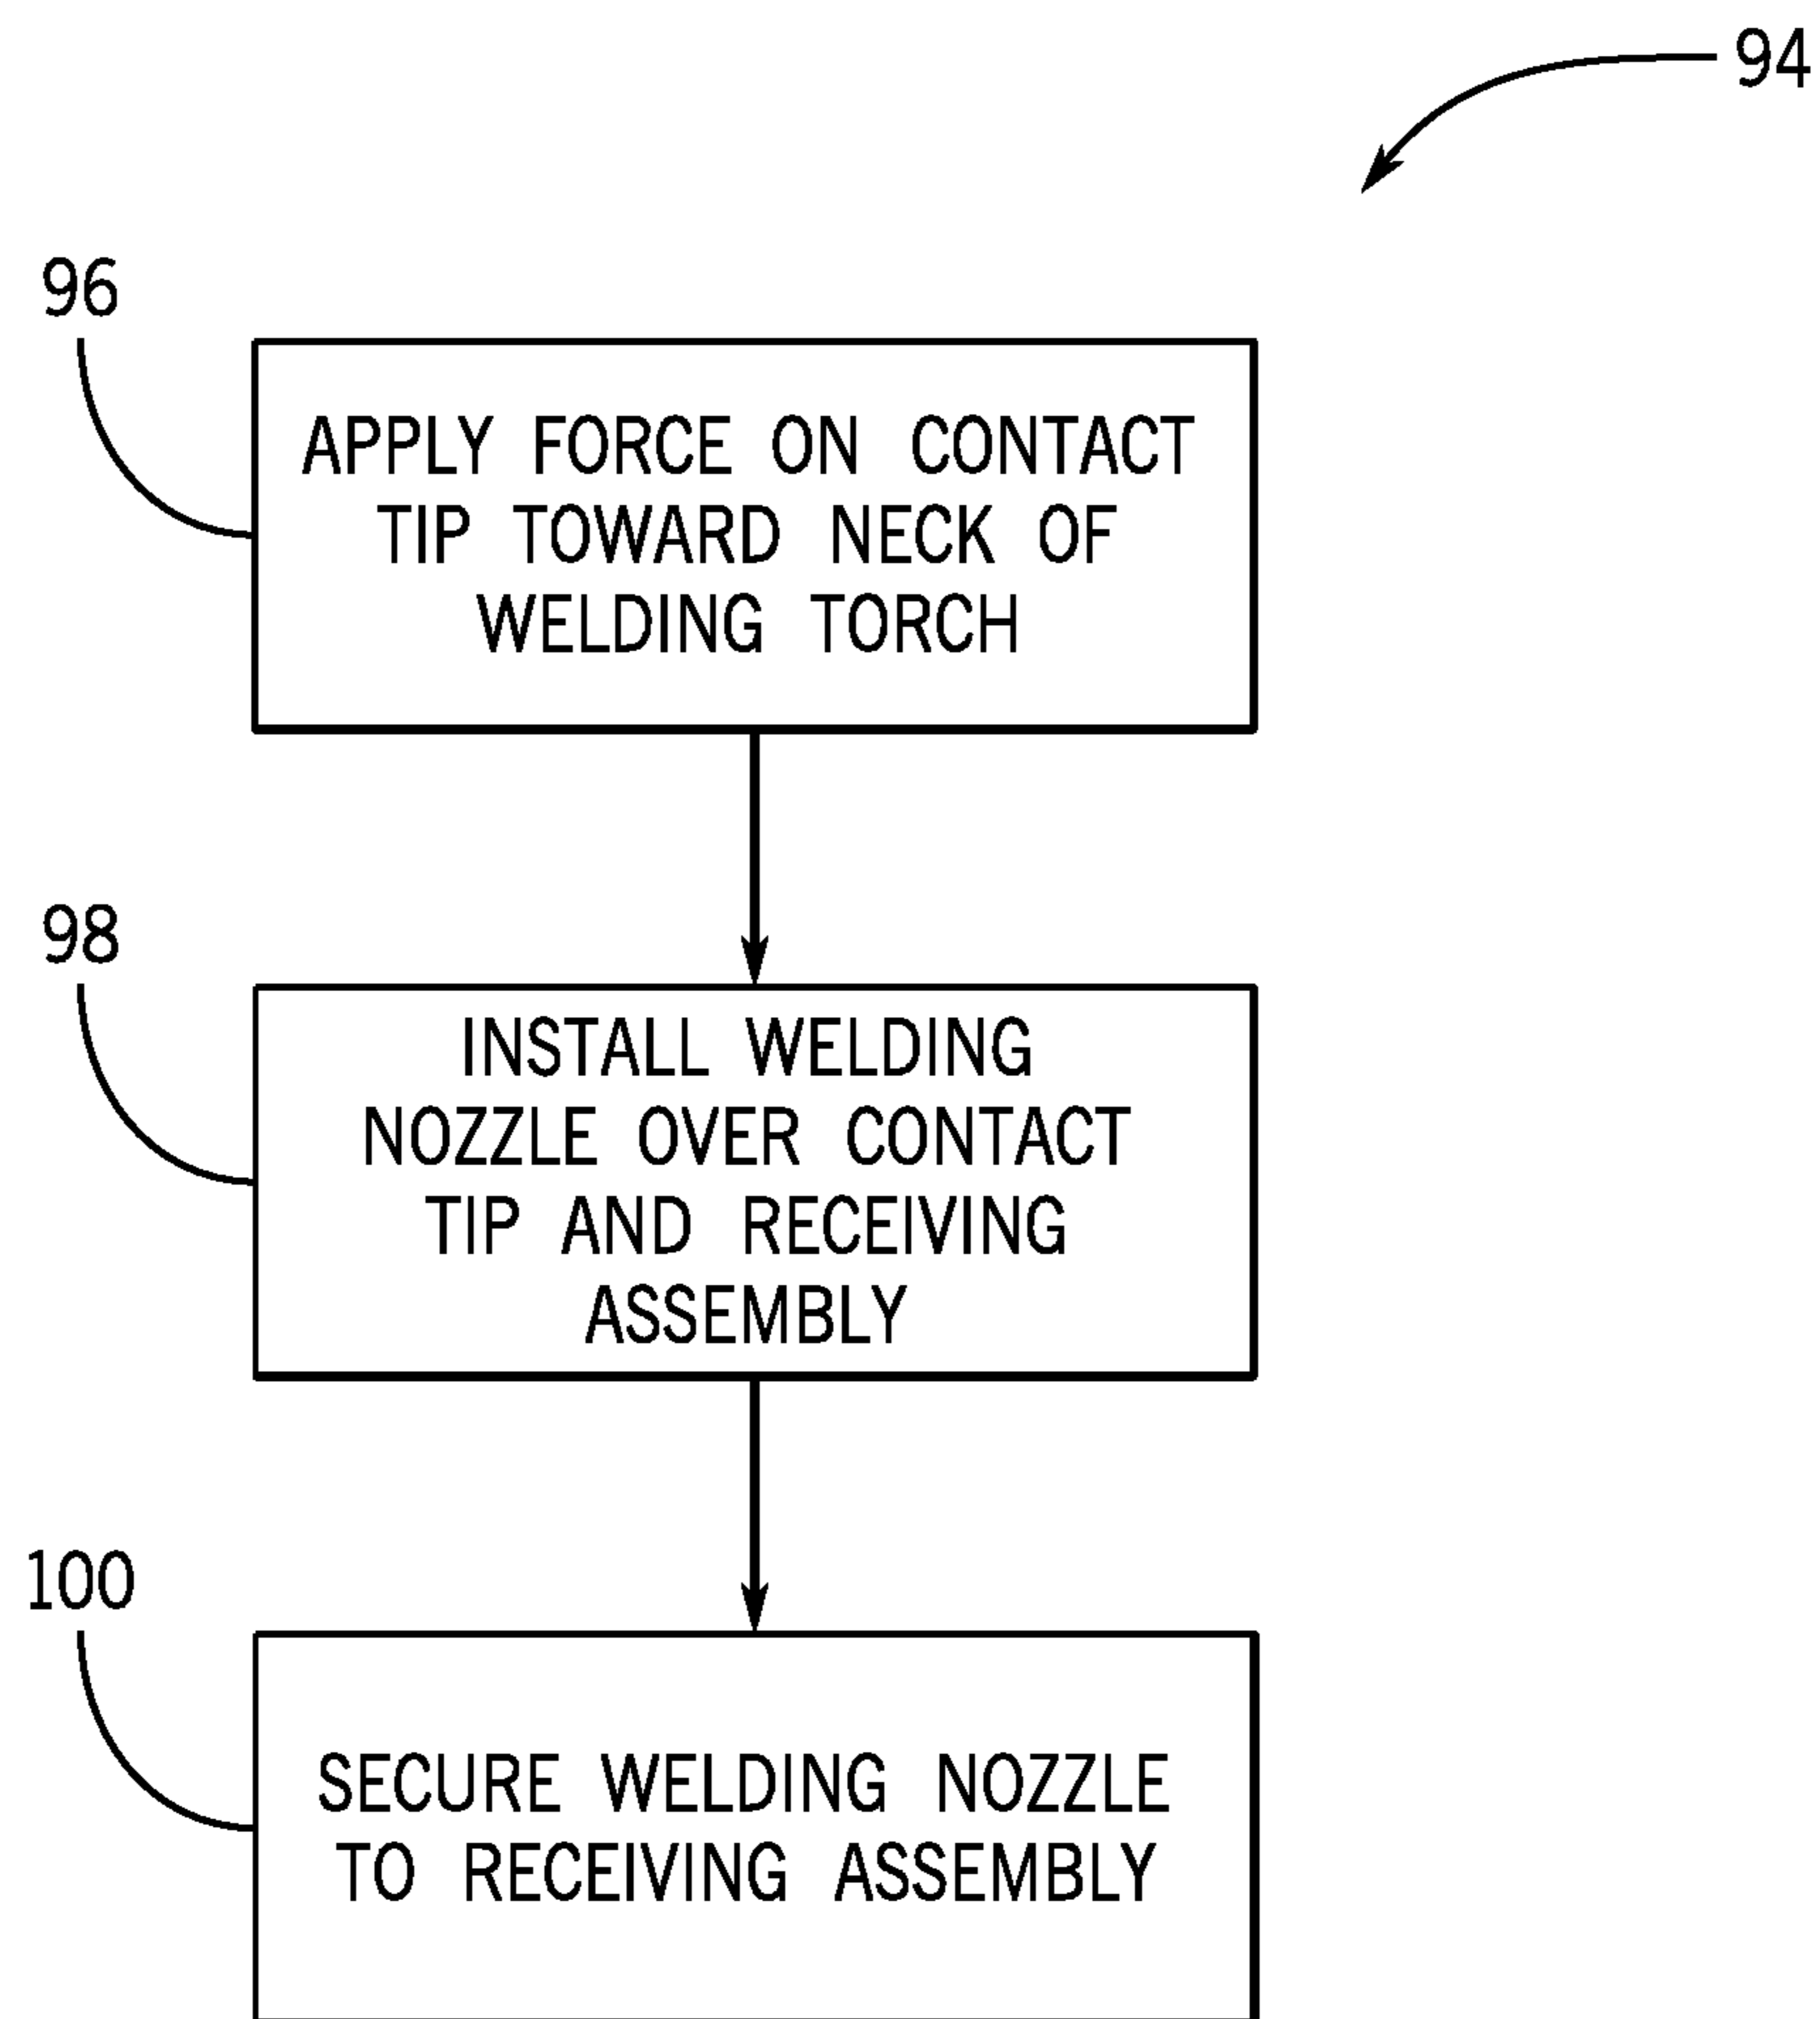 94
96
APPLY FORCE ON CONTACT
TIP TOWARD NECK OF
WELDING TORCH
98
INSTALL WELDING
NOZZLE OVER CONTACT
TIP AND RECEIVING
ASSEMBLY
100
SECURE WELDING NOZZLE
TO RECEIVING ASSEMBLY